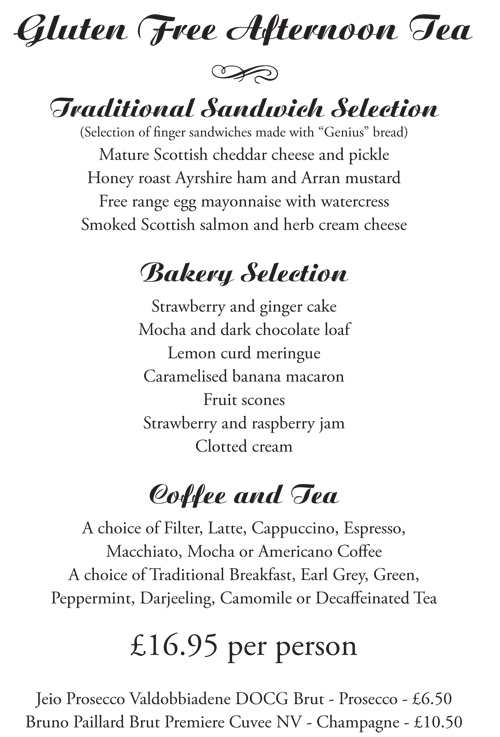 Gluten Free Afternoon Tea
Traditional Sandwich Selection
(Selection of finger sandwiches made with “Genius” bread)
Mature Scottish cheddar cheese and pickle
Honey roast Ayrshire ham and Arran mustard
Free range egg mayonnaise with watercress
Smoked Scottish salmon and herb cream cheese
Bakery Selection
Strawberry and ginger cake
Mocha and dark chocolate loaf
Lemon curd meringue
Caramelised banana macaron
Fruit scones
Strawberry and raspberry jam
Clotted cream
Coffee and Tea
A choice of Filter, Latte, Cappuccino, Espresso,
Macchiato, Mocha or Americano Coffee
A choice of Traditional Breakfast, Earl Grey, Green,
Peppermint, Darjeeling, Camomile or Decaffeinated Tea
£16.95 per person
Jeio Prosecco Valdobbiadene DOCG Brut - Prosecco - £6.50
Bruno Paillard Brut Premiere Cuvee NV - Champagne - £10.50